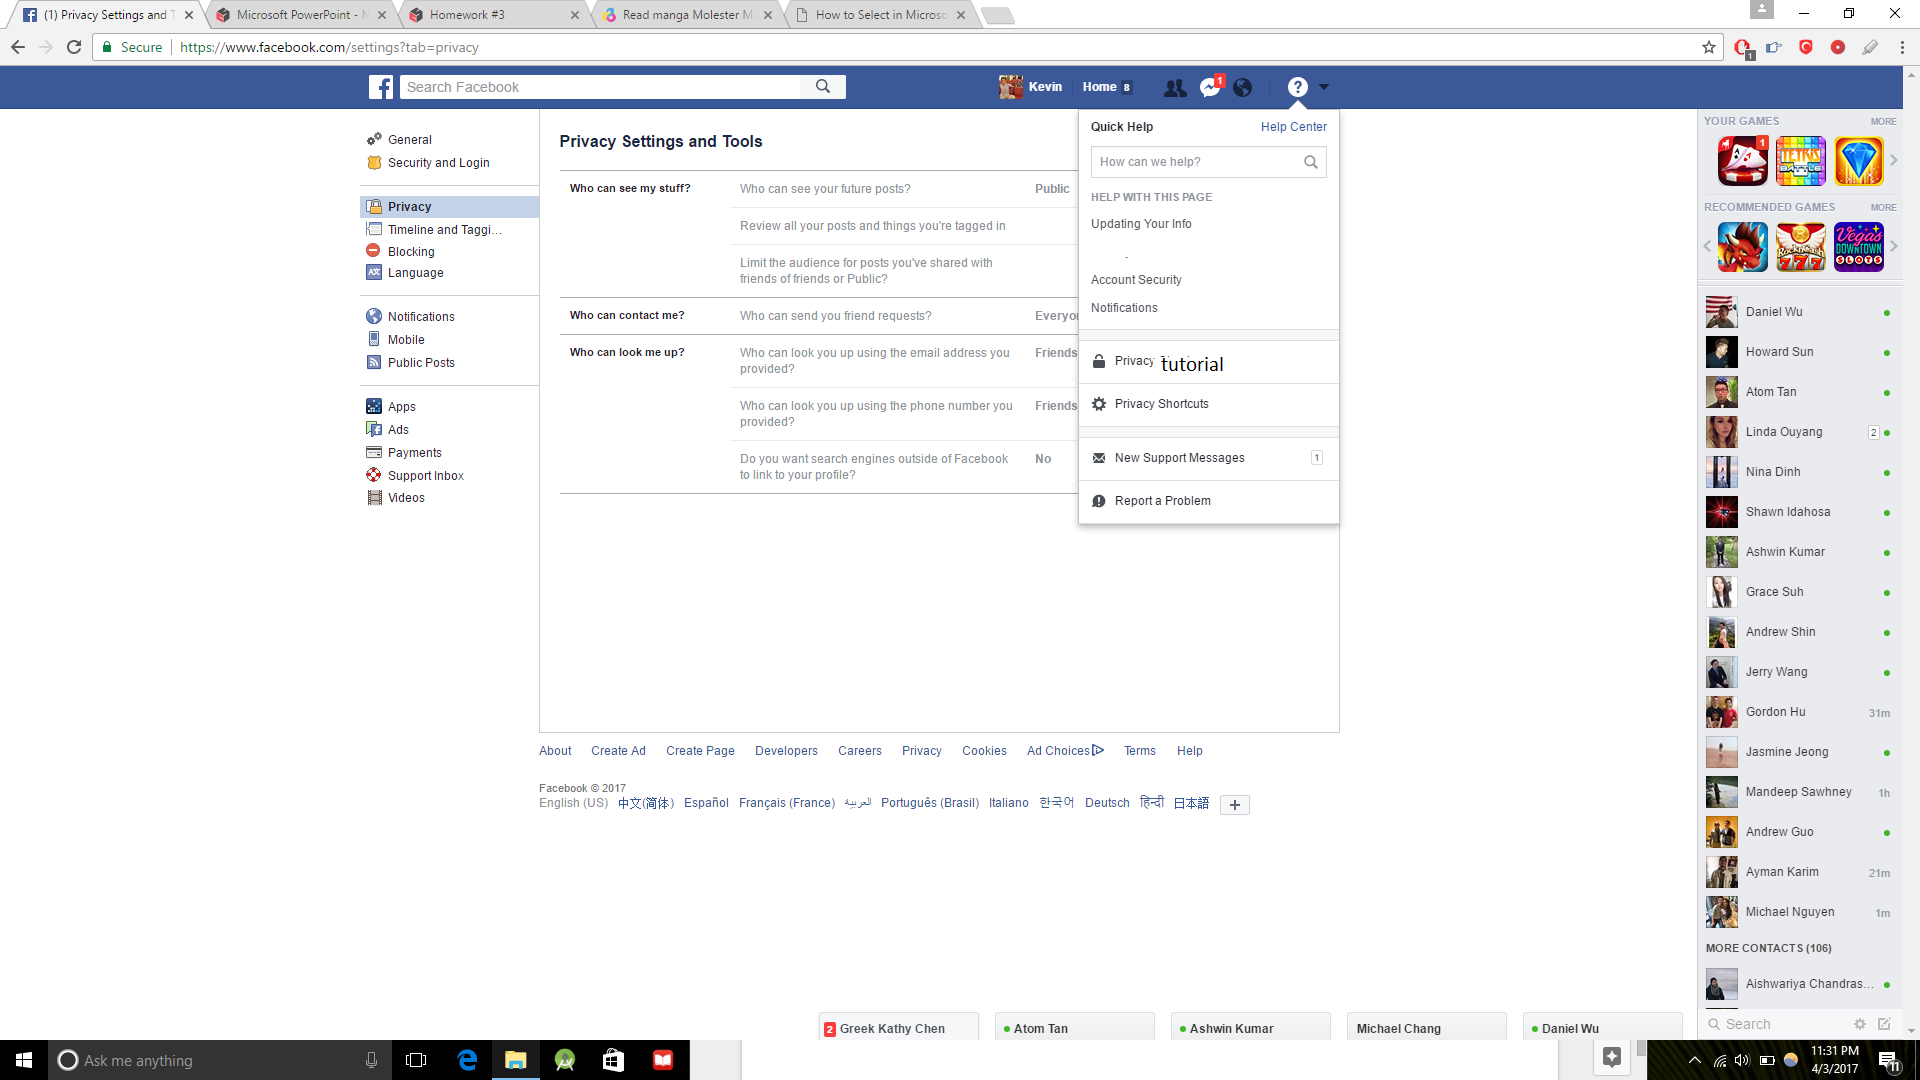 (1) Privacy Settings and T
Microsoft PowerPoint - N
Homework #3
Read manga Molester M
How to Select in Microso
Secure
https://www.facebook.com/settings?tab=privacy
1
Search Facebook
Kevin
Home 8
1
?
General
Security and Login
Privacy
Timeline and Taggi...
Blocking
Language
Notifications
Mobile
Public Posts
Apps
Ads
Payments
Support Inbox
Videos
Privacy Settings and Tools
Who can see my stuff?
Who can see your future posts?
Public
Review all your posts and things you're tagged in
Limit the audience for posts you've shared with
friends of friends or Public?
Who can contact me?
Who can send you friend requests?
Everyo
Who can look me up?
Who can look you up using the email address you
provided?
Friends
Who can look you up using the phone number you
provided?
Friends
Do you want search engines outside of Facebook
to link to your profile?
No
Quick Help
Help Center
How can we help?
HELP WITH THIS PAGE
Updating Your Info
Account Security
Notifications
Privacy tutorial
Privacy Shortcuts
New Support Messages
1
Report a Problem
About
Create Ad
Create Page
Developers
Careers
Privacy
Cookies
Ad Choices
Terms
Help
Facebook © 2017
English (US)
中文(简体)
Español
Français (France)
العربية
Português (Brasil)
Italiano
한국어
Deutsch
हिन्दी
日本語
YOUR GAMES
MORE
1
TETRIS
BATTLE
RECOMMENDED GAMES
MORE
777
Vegas
DOWNTOWN
SLOTS
Daniel Wu
Howard Sun
Atom Tan
Linda Ouyang
2
Nina Dinh
Shawn Idahosa
Ashwin Kumar
Grace Suh
Andrew Shin
Jerry Wang
Gordon Hu
31m
Jasmine Jeong
Mandeep Sawhney
1h
Andrew Guo
Ayman Karim
21m
Michael Nguyen
1m
MORE CONTACTS (106)
Aishwariya Chandras...
Search
2 Greek Kathy Chen
Atom Tan
Ashwin Kumar
Michael Chang
Daniel Wu
Ask me anything
11:31 PM
4/3/2017
11